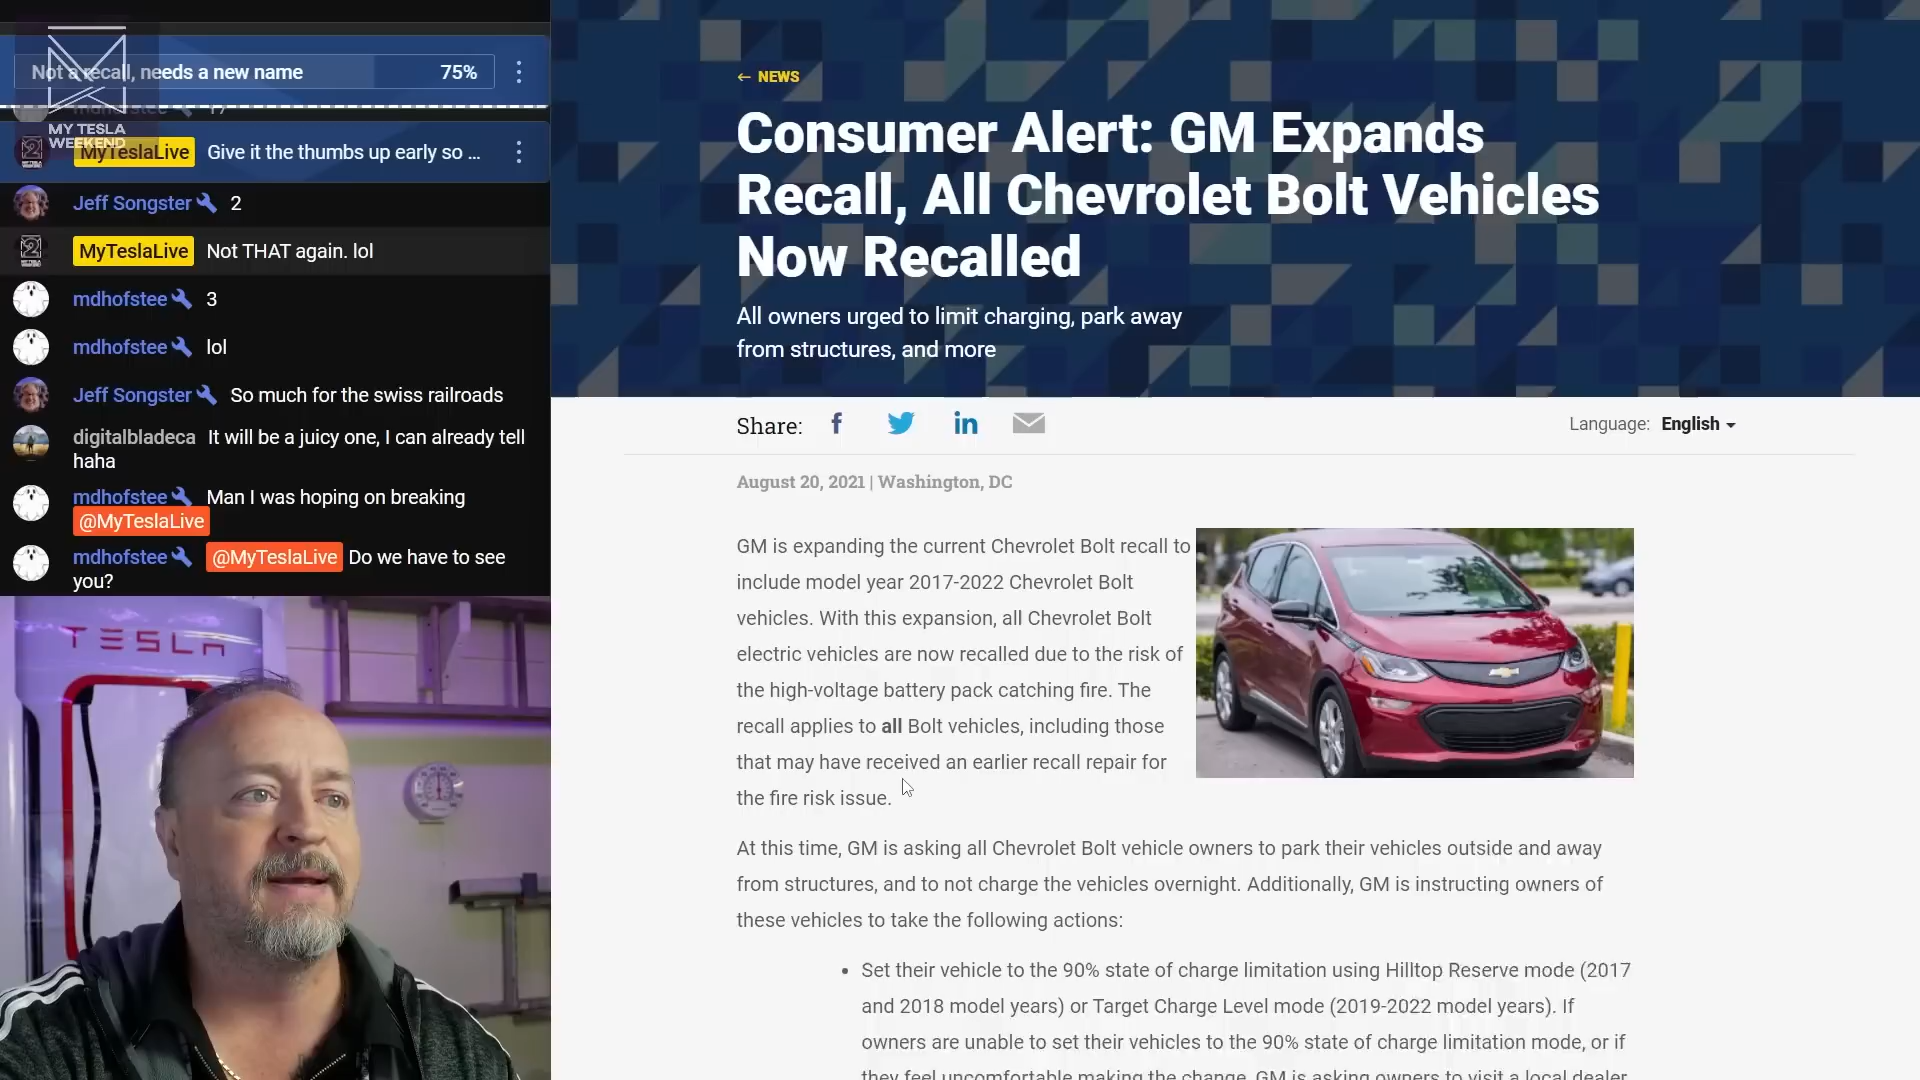 Not a recall, needs a new name 75%
mdhofstee 17
MY TESLA
WEEKEND
MyTeslaLive Give it the thumbs up early so ...
Jeff Songster 2
MyTeslaLive Not THAT again. lol
mdhofstee 3
mdhofstee lol
Jeff Songster So much for the swiss railroads
digitalbladeca It will be a juicy one, I can already tell
haha
mdhofstee Man I was hoping on breaking
@MyTeslaLive
mdhofstee @MyTeslaLive Do we have to see
you?
TESLA
← NEWS
Consumer Alert: GM Expands
Recall, All Chevrolet Bolt Vehicles
Now Recalled
All owners urged to limit charging, park away
from structures, and more
Share:
Language: English
August 20, 2021 | Washington, DC
GM is expanding the current Chevrolet Bolt recall to
include model year 2017-2022 Chevrolet Bolt
vehicles. With this expansion, all Chevrolet Bolt
electric vehicles are now recalled due to the risk of
the high-voltage battery pack catching fire. The
recall applies to all Bolt vehicles, including those
that may have received an earlier recall repair for
the fire risk issue.
At this time, GM is asking all Chevrolet Bolt vehicle owners to park their vehicles outside and away
from structures, and to not charge the vehicles overnight. Additionally, GM is instructing owners of
these vehicles to take the following actions:
• Set their vehicle to the 90% state of charge limitation using Hilltop Reserve mode (2017
and 2018 model years) or Target Charge Level mode (2019-2022 model years). If
owners are unable to set their vehicles to the 90% state of charge limitation mode, or if
they feel uncomfortable making the change, GM is asking owners to visit a local dealer